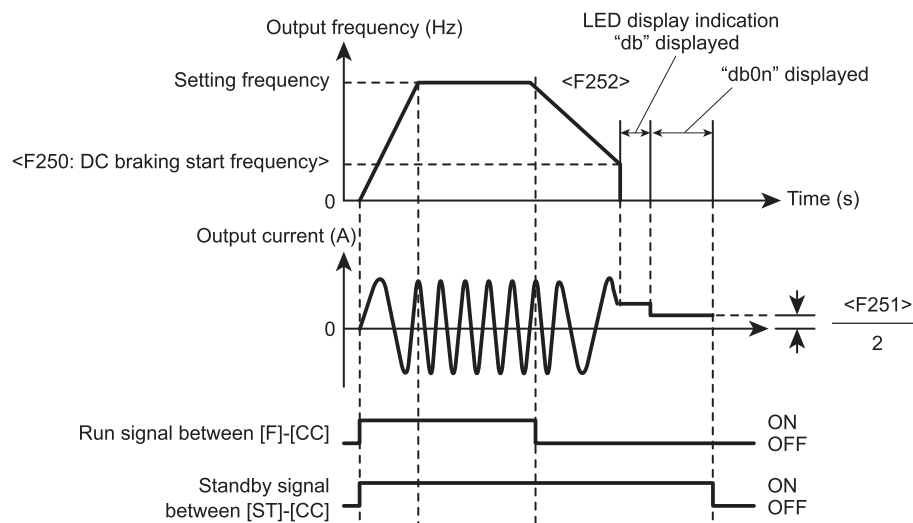 Output frequency (Hz)
LED display indication
“db” displayed
“db0n” displayed
Setting frequency
<F252>
<F250: DC braking start frequency>
0
Time (s)
Output current (A)
0
<F251>
2
Run signal between [F]-[CC]
ON
OFF
Standby signal
between [ST]-[CC]
ON
OFF